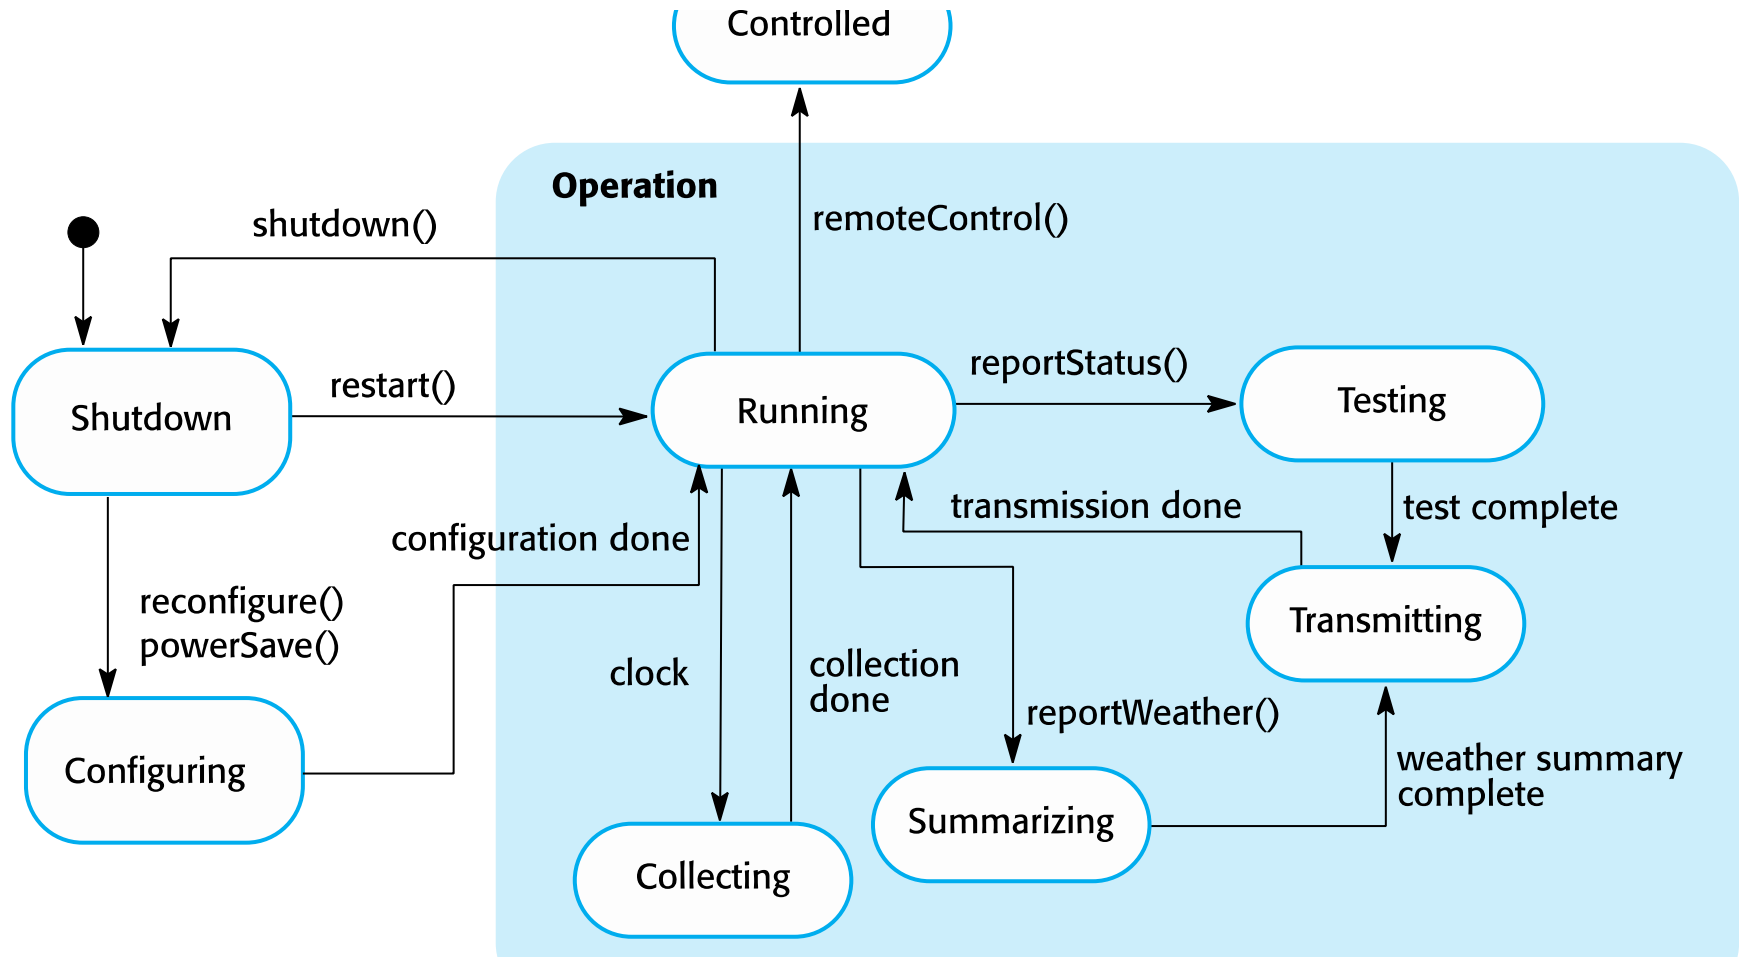 Controlled
Operation
shutdown()
remoteControl()
restart()
reportStatus()
Shutdown
Running
Testing
configuration done
transmission done
test complete
reconfigure()
powerSave()
Transmitting
clock
collection
done
reportWeather()
Configuring
weather summary
complete
Summarizing
Collecting